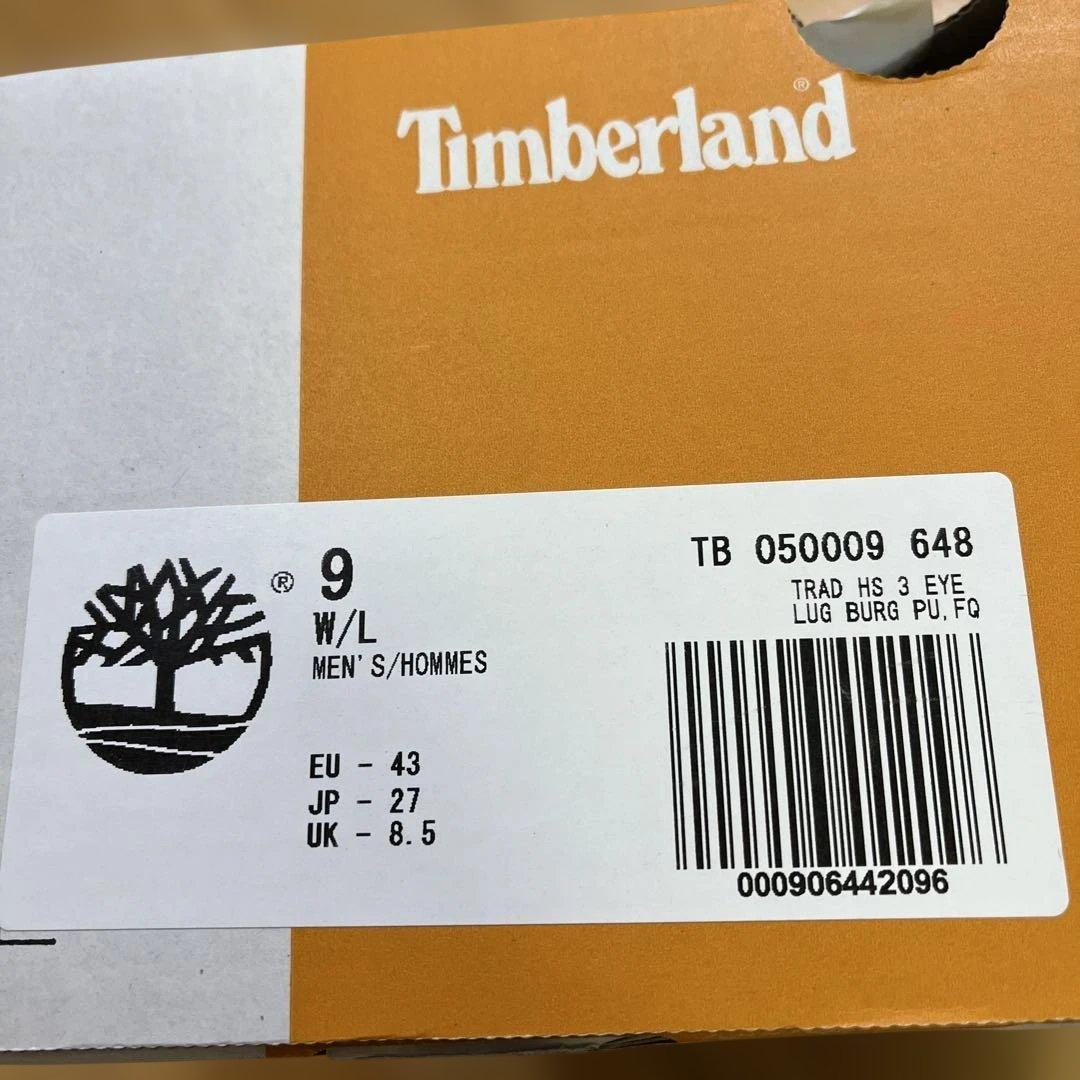 Timberland®
®
9
W/L
MEN'S/HOMMES
EU - 43
JP - 27
UK - 8.5
TB 050009 648
TRAD HS 3 EYE
LUG BURG PU,FQ
000906442096